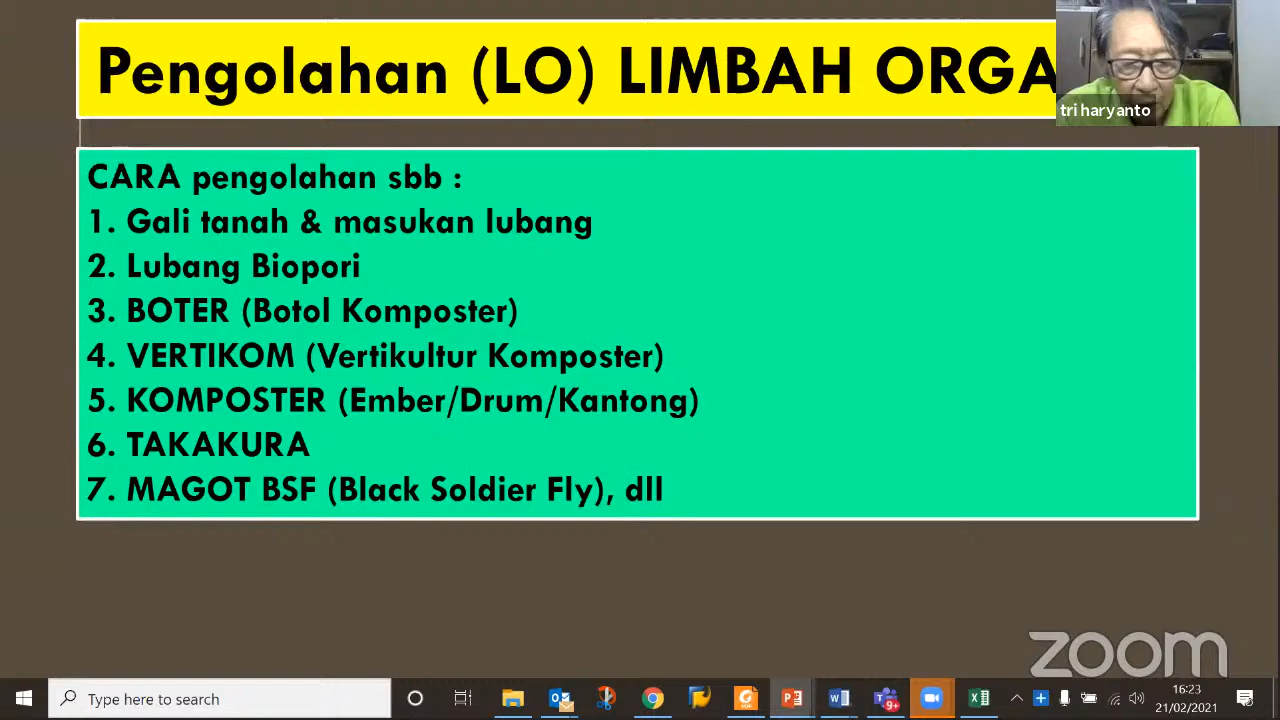 Pengolahan (LO) LIMBAH ORGA
tri haryanto
CARA pengolahan sbb :
1. Gali tanah & masukan lubang
2. Lubang Biopori
3. BOTER (Botol Komposter)
4. VERTIKOM (Vertikultur Komposter)
5. KOMPOSTER (Ember/Drum/Kantong)
6. TAKAKURA
7. MAGOT BSF (Black Soldier Fly), dll
zoom
Type here to search
9+
16:23
21/02/2021